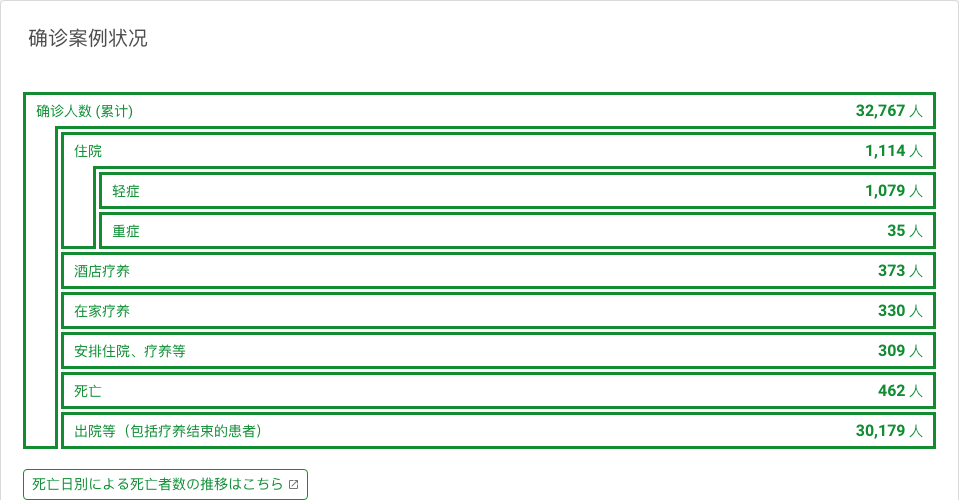 确诊案例状况
确诊人数 (累计) 32,767 人
住院 1,114 人
轻症 1,079 人
重症 35 人
酒店疗养 373 人
在家疗养 330 人
安排住院、疗养等 309 人
死亡 462 人
出院等（包括疗养结束的患者） 30,179 人
死亡日別による死亡者数の推移はこちら